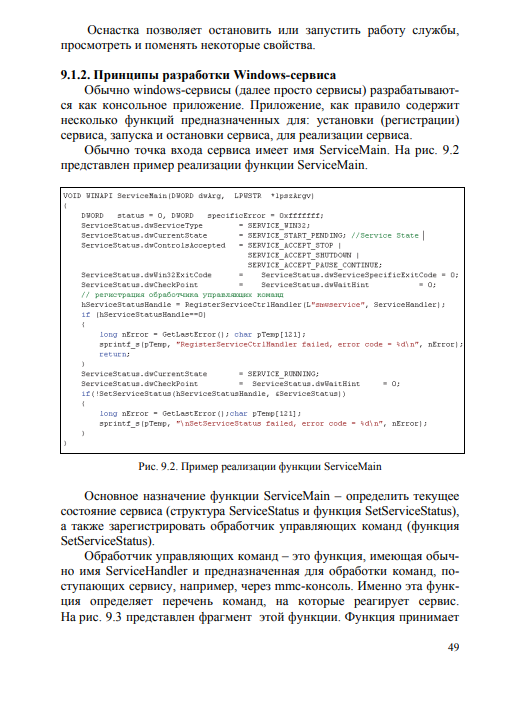 Оснастка позволяет остановить или запустить работу службы,
просмотреть и поменять некоторые свойства.
9.1.2. Принципы разработки Windows-сервиса
Обычно windows-сервисы (далее просто сервисы) разрабатывают-
ся как консольное приложение. Приложение, как правило содержит
несколько функций предназначенных для: установки (регистрации)
сервиса, запуска и остановки сервиса, для реализации сервиса.
Обычно точка входа сервиса имеет имя ServiceMain. На рис. 9.2
представлен пример реализации функции ServiceMain.
VOID WINAPI ServiceMain(DWORD dwArg, LPWSTR *lpszArgv)
{
DWORD status = 0, DWORD specificError = 0xfffffff;
ServiceStatus.dwServiceType = SERVICE_WIN32;
ServiceStatus.dwCurrentState = SERVICE_START_PENDING; //Service State
ServiceStatus.dwControlsAccepted = SERVICE_ACCEPT_STOP |
SERVICE_ACCEPT_SHUTDOWN |
SERVICE_ACCEPT_PAUSE_CONTINUE;
ServiceStatus.dwWin32ExitCode = ServiceStatus.dwServiceSpecificExitCode = 0;
ServiceStatus.dwCheckPoint = ServiceStatus.dwWaitHint = 0;
// регистрация обработчика управляющих команд
hServiceStatusHandle = RegisterServiceCtrlHandler(L"smwservice", ServiceHandler);
if (hServiceStatusHandle==0)
{
long nError = GetLastError(); char pTemp[121];
sprintf_s(pTemp, "RegisterServiceCtrlHandler failed, error code = %d\n", nError);
return;
}
ServiceStatus.dwCurrentState = SERVICE_RUNNING;
ServiceStatus.dwCheckPoint = ServiceStatus.dwWaitHint = 0;
if(!SetServiceStatus(hServiceStatusHandle, &ServiceStatus))
{
long nError = GetLastError();char pTemp[121];
sprintf_s(pTemp, "\nSetServiceStatus failed, error code = %d\n", nError);
}
}
Рис. 9.2. Пример реализации функции ServiceMain
Основное назначение функции ServiceMain – определить текущее
состояние сервиса (структура ServiceStatus и функция SetServiceStatus),
а также зарегистрировать обработчик управляющих команд (функция
SetServiceStatus).
Обработчик управляющих команд – это функция, имеющая обыч-
но имя ServiceHandler и предназначенная для обработки команд, по-
ступающих сервису, например, через mmc-консоль. Именно эта функ-
ция определяет перечень команд, на которые реагирует сервис.
На рис. 9.3 представлен фрагмент этой функции. Функция принимает
49